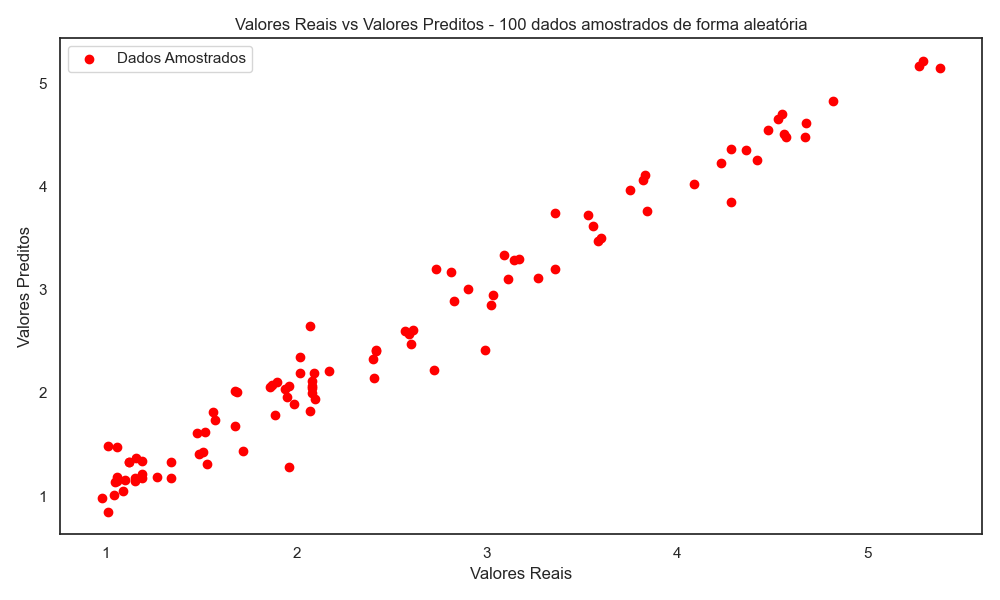 Valores Reais vs Valores Preditos - 100 dados amostrados de forma aleatória
Dados Amostrados
Valores Preditos
5
4
3
2
1
1 2 3 4 5
Valores Reais